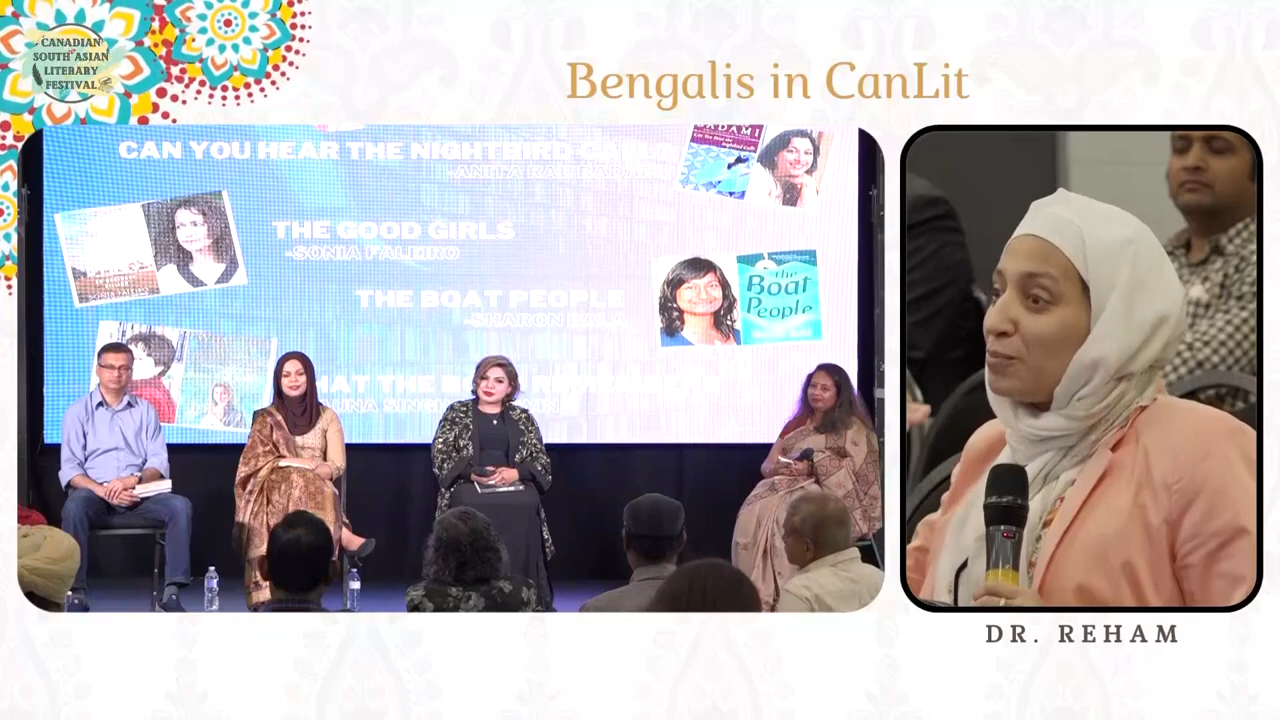 CANADIAN
SOUTH ASIAN
LITERARY
FESTIVAL
Bengalis in CanLit
CAN YOU HEAR THE NIGHTBIRD CALL?
-ANITA RAU BADAMI
BADAMI
THE GOOD GIRLS
-SONIA FALEIRO
THE BOAT PEOPLE
-SHARON BALA
the
Boat
People
DR. REHAM